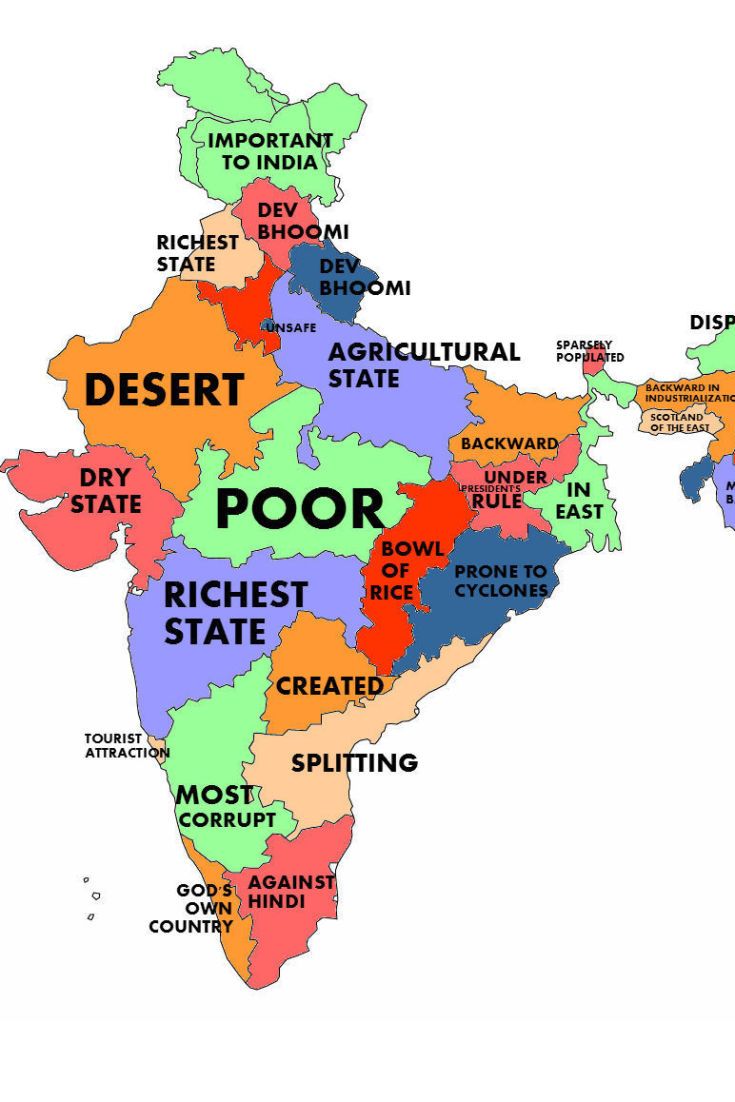 IMPORTANT
TO INDIA
DEV
BHOOMI
RICHEST
STATE
DEV
BHOOMI
UNSAFE
DISP
SPARSELY
POPULATED
AGRICULTURAL
STATE
DESERT
BACKWARD IN
INDUSTRIALIZATIO
SCOTLAND
OF THE EAST
BACKWARD
DRY
STATE
UNDER
PRESIDENT'S
RULE
IN
EAST
M
B
POOR
BOWL
OF
RICE
PRONE TO
CYCLONES
RICHEST
STATE
CREATED
TOURIST
ATTRACTION
SPLITTING
MOST
CORRUPT
GOD'S
OWN
COUNTRY
AGAINST
HINDI